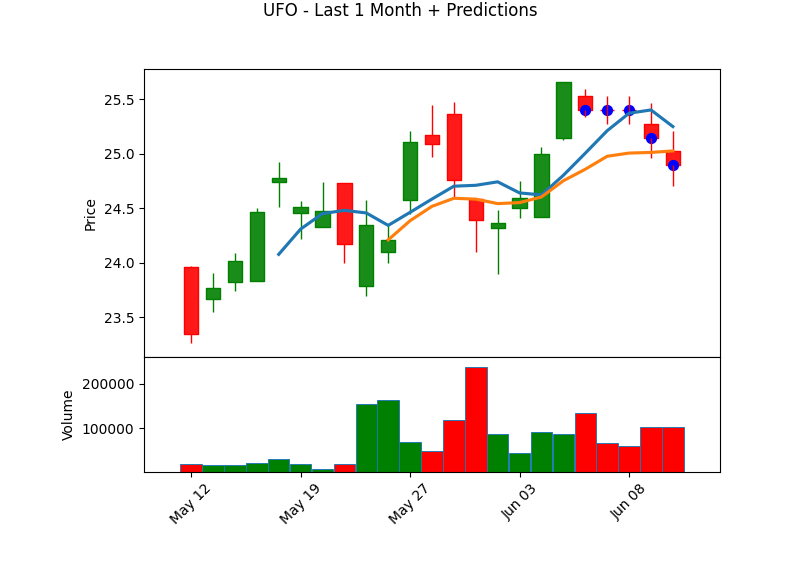 UFO - Last 1 Month + Predictions
25.5
25.0
24.5
24.0
23.5
Price
200000
100000
Volume
May 12
May 19
May 27
Jun 03
Jun 08